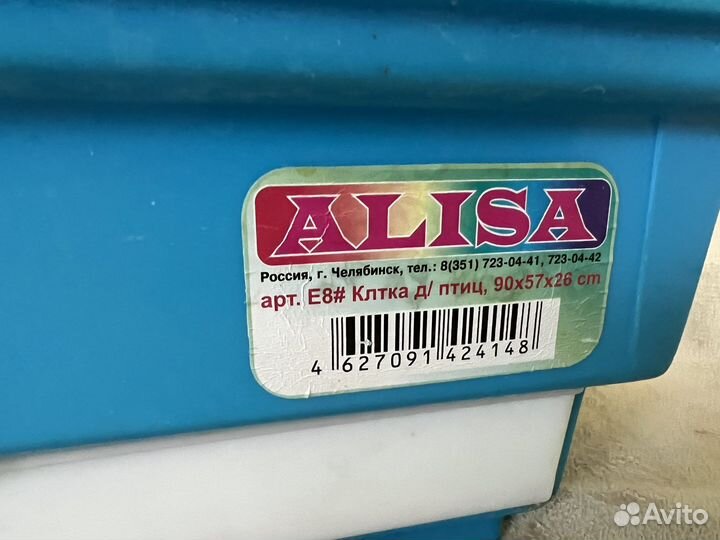 ALISA
Россия, г. Челябинск, тел.: 8(351) 723-04-41, 723-04-42
арт. E8# Клтка д/ птиц, 90x57x26 cm
4 627091 424148
Avito